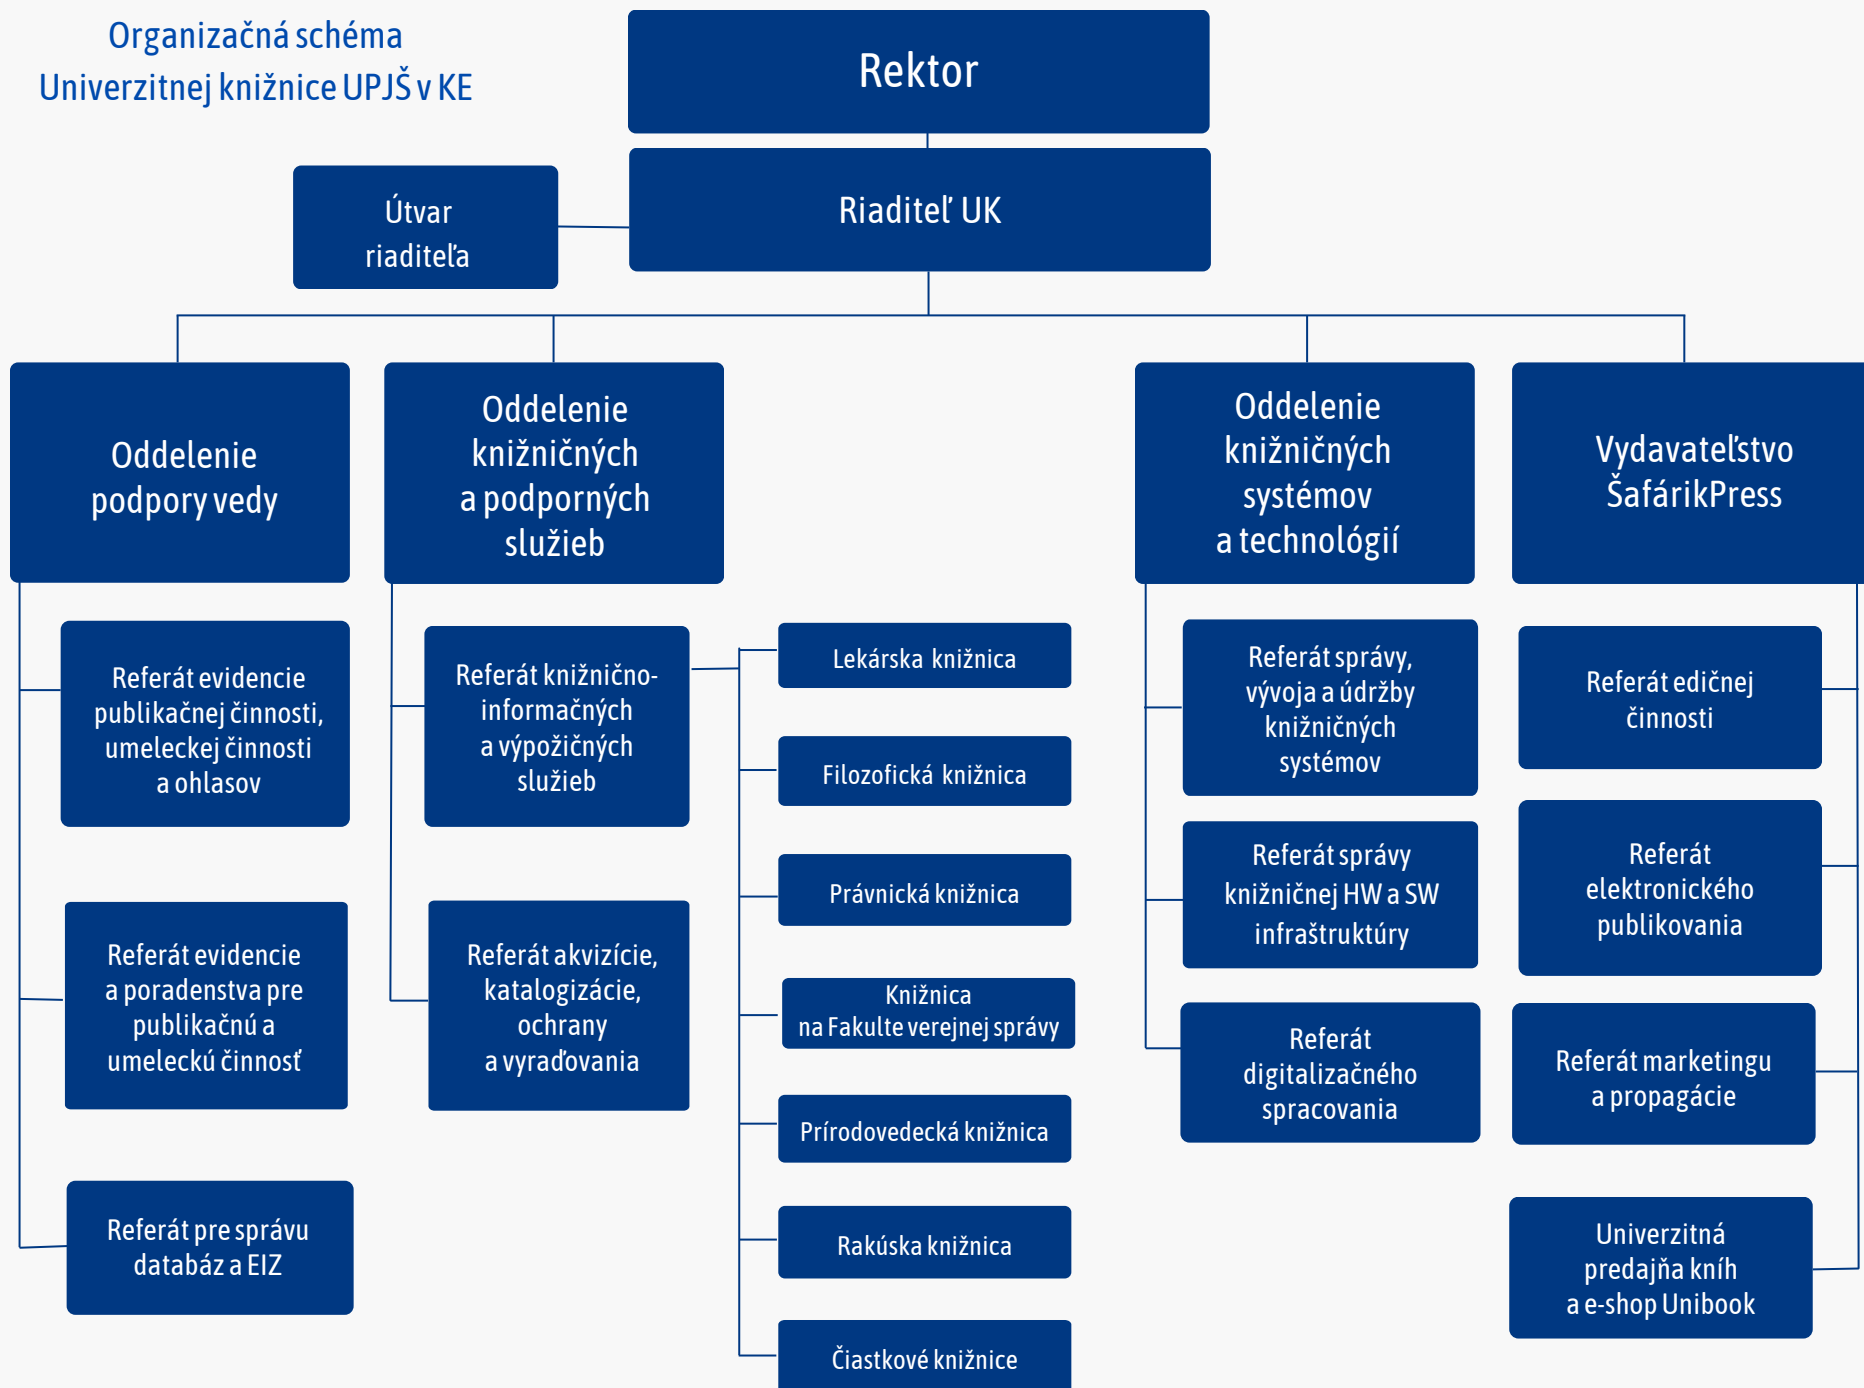 Organizačná schéma
Univerzitnej knižnice UPJŠ v KE
Rektor
Riaditeľ UK
Útvar
riaditeľa
Oddelenie
podpory vedy
Oddelenie
knižničných
a podporných
služieb
Oddelenie
knižničných
systémov
a technológií
Vydavateľstvo
ŠafárikPress
Referát evidencie
publikačnej činnosti,
umeleckej činnosti
a ohlasov
Referát evidencie
a poradenstva pre
publikačnú a
umeleckú činnosť
Referát pre správu
databáz a EIZ
Referát knižnično-
informačných
a výpožičných
služieb
Referát akvizície,
katalogizácie,
ochrany
a vyraďovania
Lekárska knižnica
Filozofická knižnica
Právnická knižnica
Knižnica
na Fakulte verejnej správy
Prírodovedecká knižnica
Rakúska knižnica
Čiastkové knižnice
Referát správy,
vývoja a údržby
knižničných
systémov
Referát správy
knižničnej HW a SW
infraštruktúry
Referát
digitalizačného
spracovania
Referát edičnej
činnosti
Referát
elektronického
publikovania
Referát marketingu
a propagácie
Univerzitná
predajňa kníh
a e-shop Unibook